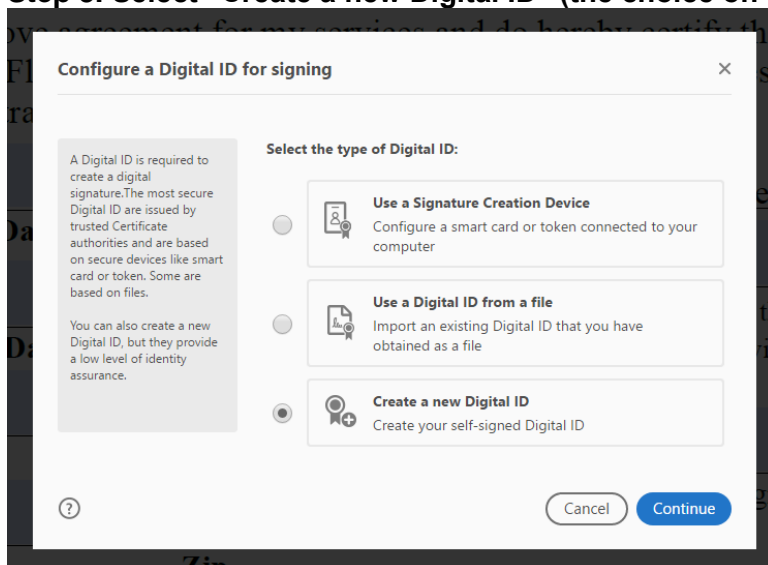 Configure a Digital ID for signing
A Digital ID is required to
create a digital
signature.The most secure
Digital ID are issued by
trusted Certificate
authorities and are based
on secure devices like smart
card or token. Some are
based on files.
You can also create a new
Digital ID, but they provide
a low level of identity
assurance.
Select the type of Digital ID:
Use a Signature Creation Device
Configure a smart card or token connected to your
computer
Use a Digital ID from a file
Import an existing Digital ID that you have
obtained as a file
Create a new Digital ID
Create your self-signed Digital ID
?
Cancel
Continue